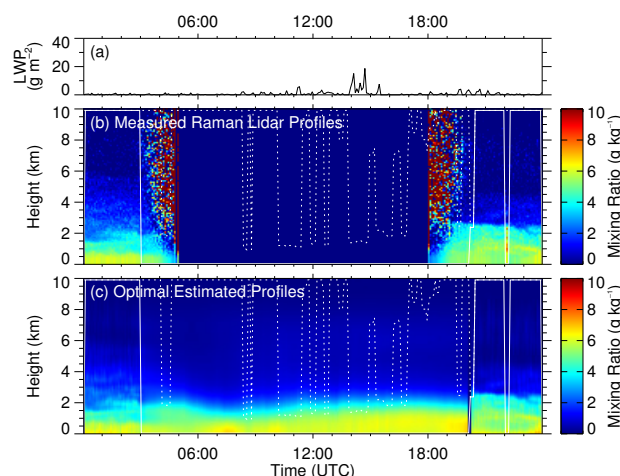 06:00 12:00 18:00
40
20
0
LWP
(g m⁻²)
(a)
10
8
6
4
2
0
Height (km)
(b) Measured Raman Lidar Profiles
10
8
6
4
2
0
Mixing Ratio (g kg⁻¹)
10
8
6
4
2
0
Height (km)
(c) Optimal Estimated Profiles
10
8
6
4
2
0
Mixing Ratio (g kg⁻¹)
06:00 12:00 18:00
Time (UTC)